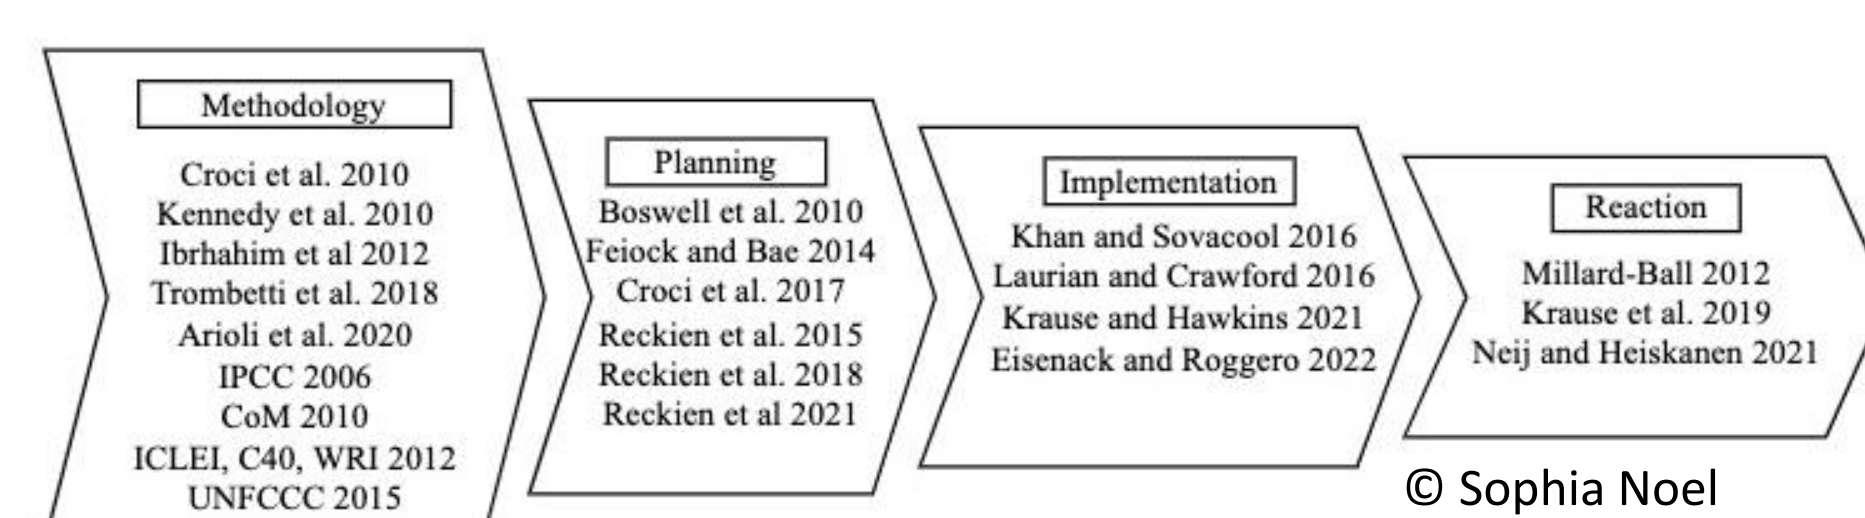 Methodology
Croci et al. 2010
Kennedy et al. 2010
Ibrhahim et al 2012
Trombetti et al. 2018
Arioli et al. 2020
IPCC 2006
CoM 2010
ICLEI, C40, WRI 2012
UNFCCC 2015
Planning
Boswell et al. 2010
Feiock and Bae 2014
Croci et al. 2017
Reckien et al. 2015
Reckien et al. 2018
Reckien et al 2021
Implementation
Khan and Sovacool 2016
Laurian and Crawford 2016
Krause and Hawkins 2021
Eisenack and Roggero 2022
Reaction
Millard-Ball 2012
Krause et al. 2019
Neij and Heiskanen 2021
© Sophia Noel